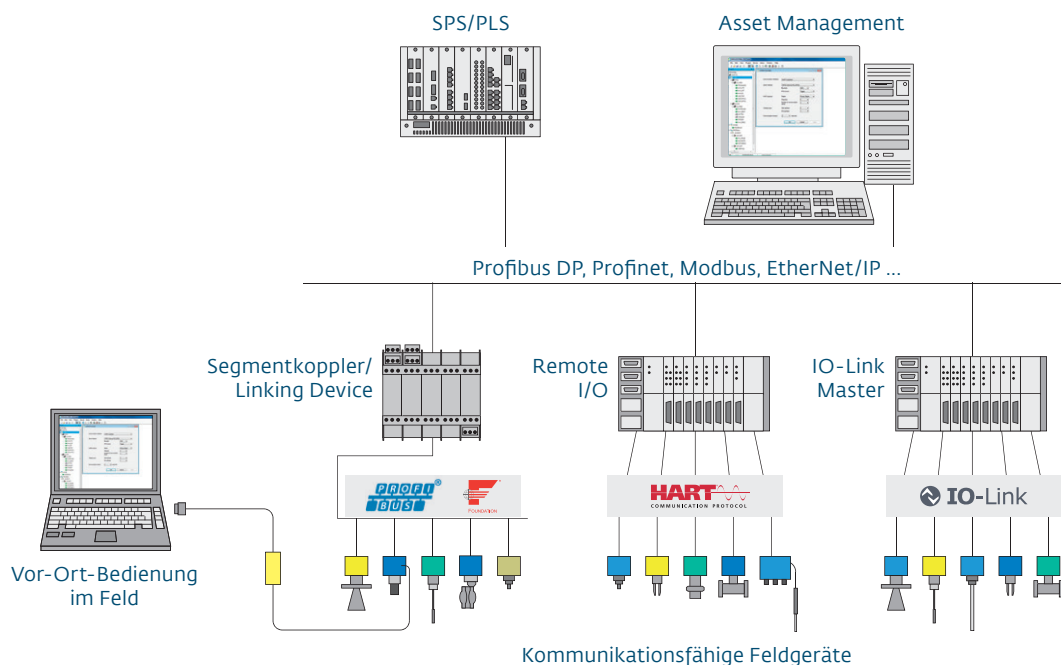 SPS/PLS
Asset Management
Profibus DP, Profinet, Modbus, EtherNet/IP ...
Segmentkoppler/
Linking Device
Remote
I/O
IO-Link
Master
PROFI
BUS
®
FOUNDATION
HART
COMMUNICATION PROTOCOL
IO-Link
Vor-Ort-Bedienung
im Feld
Kommunikationsfähige Feldgeräte